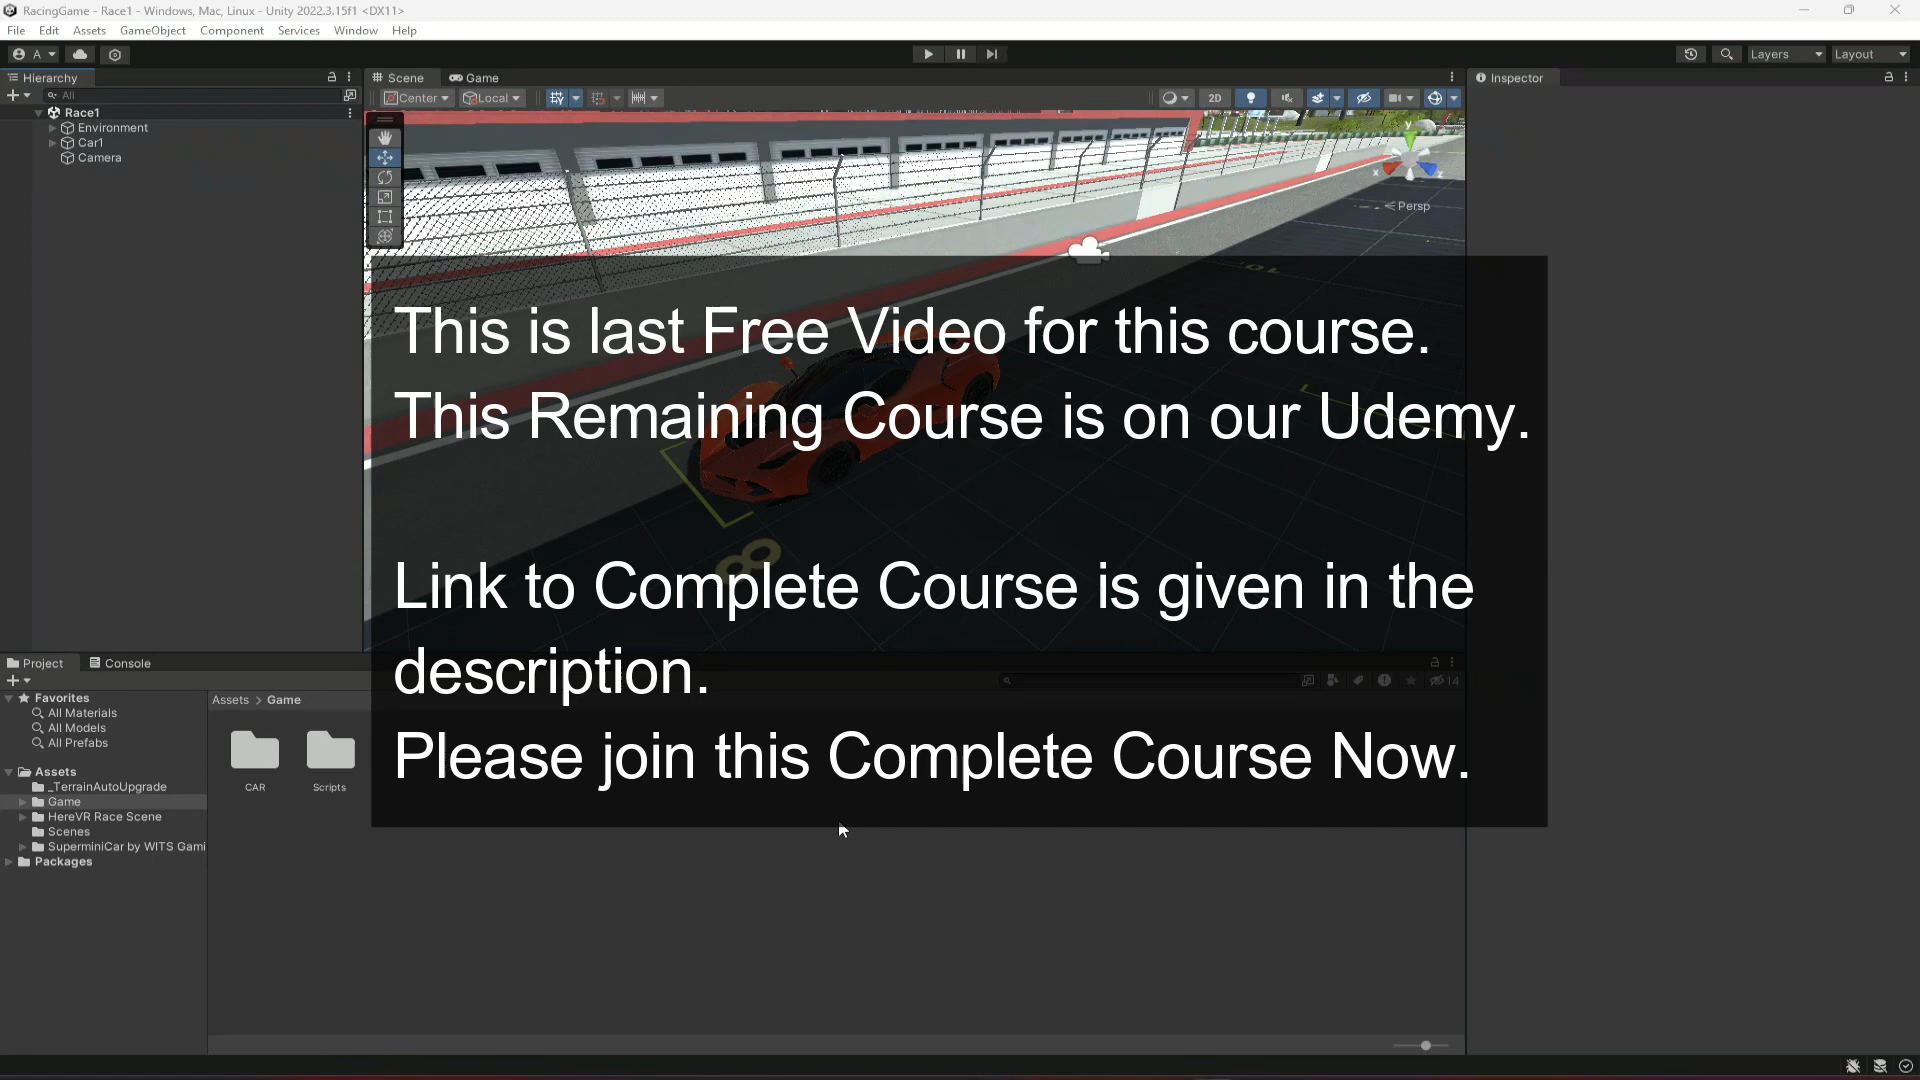 RacingGame - Race1 - Windows, Mac, Linux - Unity 2022.3.15f1 <DX11>
File Edit Assets GameObject Component Services Window Help
A Layers Layout
Hierarchy Scene Game Inspector
All Center Local 2D
Race1
Environment
Car1
Camera
y
x z
Persp
10
This is last Free Video for this course.
This Remaining Course is on our Udemy.
8
Link to Complete Course is given in the
description.
Please join this Complete Course Now.
Project Console
14
Favorites
All Materials
All Models
All Prefabs
Assets
_TerrainAutoUpgrade
Game
HereVR Race Scene
Scenes
SuperminiCar by WITS Gami
Packages
Assets > Game
CAR Scripts